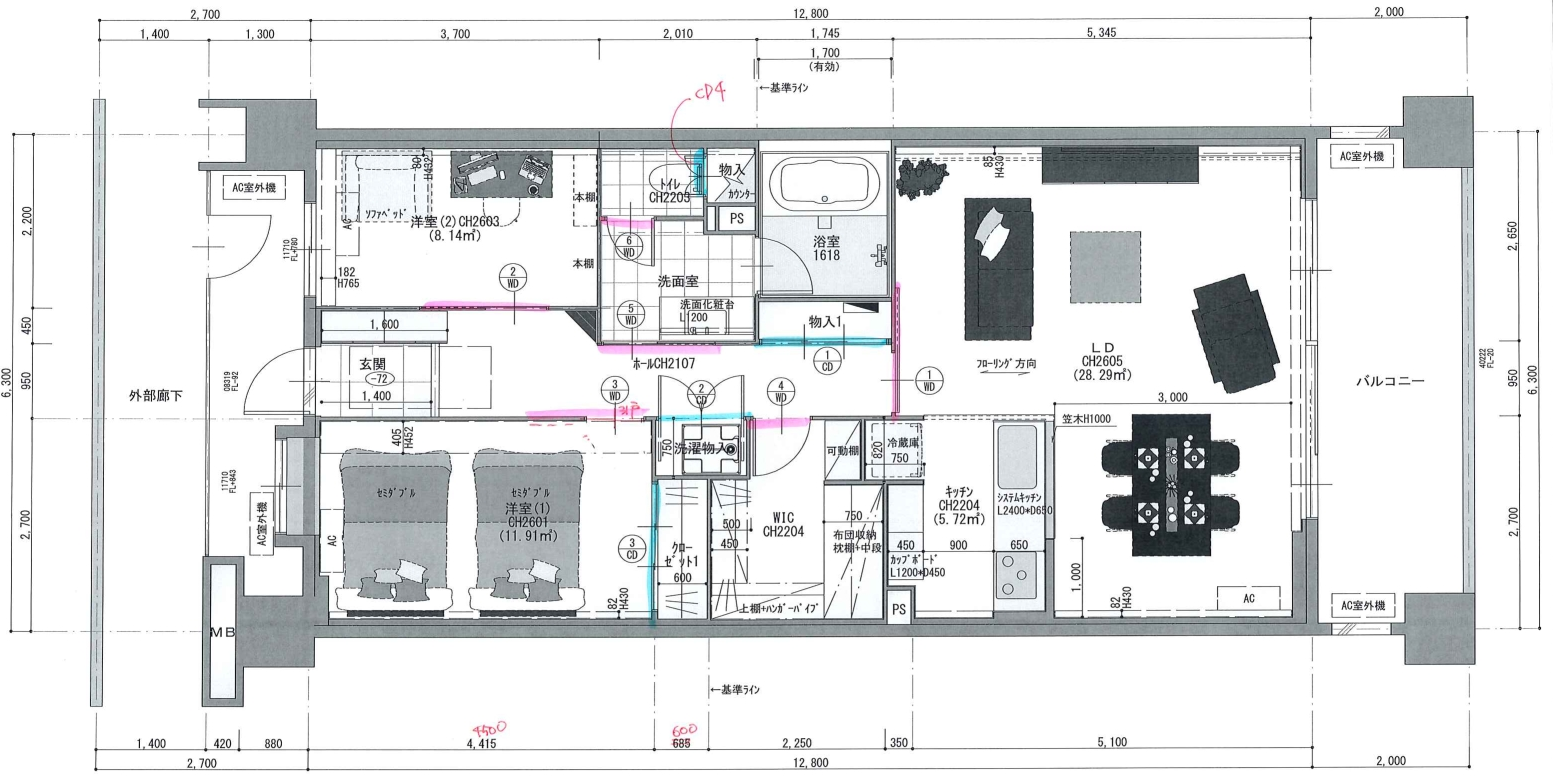 2,700
12,800
2,000
1,400
1,300
3,700
2,010
1,745
5,345
1,700
(有効)
←基準ライン
CD4
2,200
450
950
2,700
6,300
2,650
950
2,700
6,300
AC室外機
11710
FL+780
AC
ソファベッド
80
H432
洋室(2)CH2603
(8.14㎡)
182
H765
本棚
本棚
2
WD
トイレ
CH2205
物入
カウンター
PS
6
WD
洗面室
5
WD
洗面化粧台
L1200
浴室
1618
物入1
1
CD
85
H430
AC室外機
LD
CH2605
(28.29㎡)
フローリング方向
バルコニー
40222
FL-20
外部廊下
08319
FL-92
1,600
玄関
-72
1,400
ホールCH2107
3
WD
引戸
2
CD
4
WD
1
WD
3,000
笠木H1000
11710
FL+843
AC室外機
AC
405
H452
セミダブル
セミダブル
洋室(1)
CH2601
(11.91㎡)
82
H430
3
CD
750
洗濯物入
クロー
ゼット1
600
可動棚
820
冷蔵庫
750
WIC
CH2204
500
450
750
布団収納
枕棚+中段
上棚+ハンガーパイプ
キッチン
CH2204
(5.72㎡)
システムキッチン
L2400*D650
450
900
650
カップボード
L1200*D450
PS
1,000
82
H430
AC
AC室外機
MB
←基準ライン
4500
600
1,400
420
880
4,415
685
2,250
350
5,100
2,700
12,800
2,000